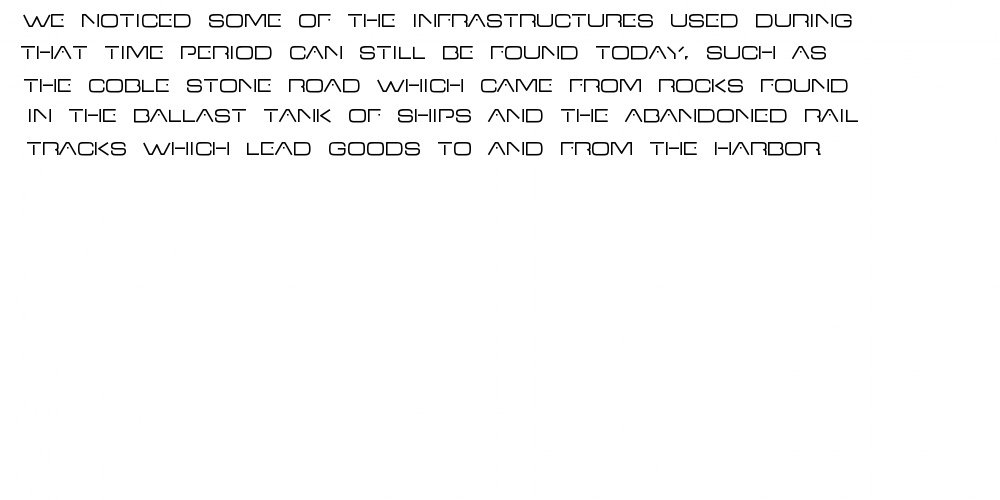 WE NOTICED SOME OF THE INFRASTRUCTURES USED DURING
THAT TIME PERIOD CAN STILL BE FOUND TODAY, SUCH AS
THE COBLE STONE ROAD WHICH CAME FROM ROCKS FOUND
IN THE BALLAST TANK OF SHIPS AND THE ABANDONED RAIL
TRACKS WHICH LEAD GOODS TO AND FROM THE HARBOR